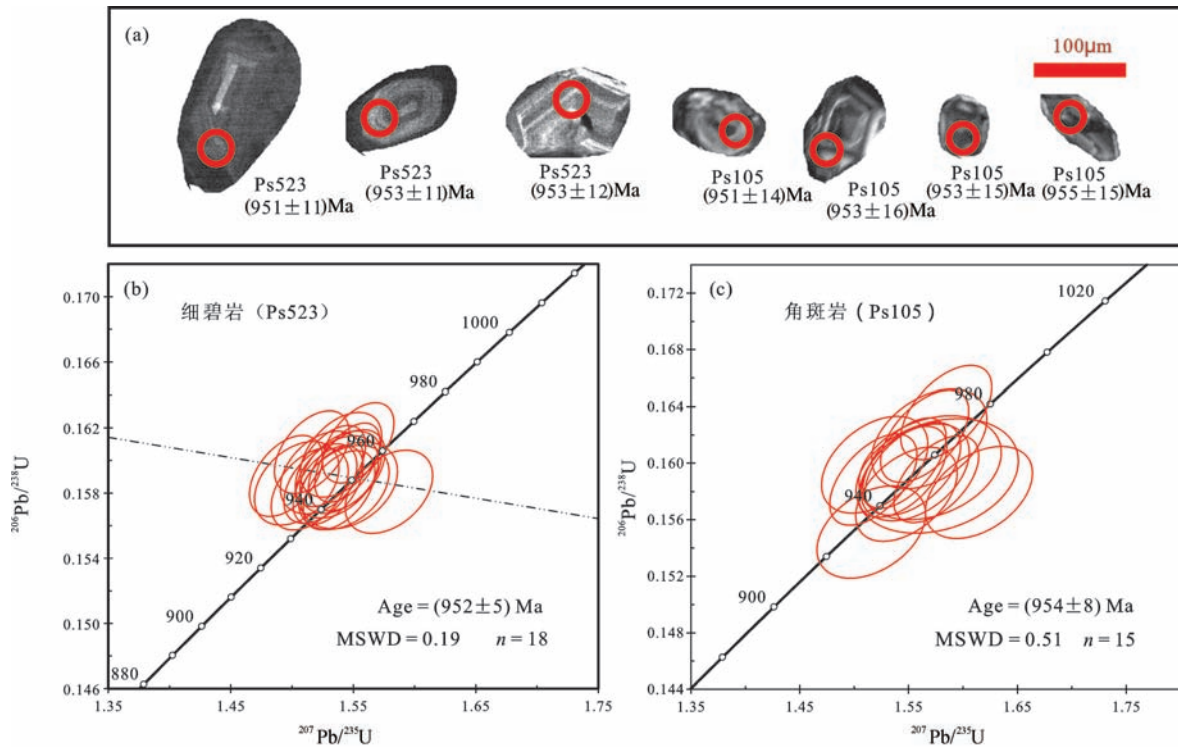 (a)
100μm
Ps523
(951±11)Ma
Ps523
(953±11)Ma
Ps523
(953±12)Ma
Ps105
(951±14)Ma
Ps105
(953±16)Ma
Ps105
(953±15)Ma
Ps105
(955±15)Ma
(b)
细碧岩（Ps523）
0.170
0.166
0.162
0.158
0.154
0.150
0.146
²⁰⁶Pb/²³⁸U
1000
980
960
940
920
900
880
Age=(952±5) Ma
MSWD=0.19 n=18
1.35
1.45
1.55
1.65
1.75
²⁰⁷Pb/²³⁵U
(c)
角斑岩 (Ps105)
0.172
0.168
0.164
0.160
0.156
0.152
0.148
0.144
²⁰⁶Pb/²³⁸U
1020
980
940
900
Age=(954±8) Ma
MSWD=0.51 n=15
1.35
1.45
1.55
1.65
1.75
²⁰⁷Pb/²³⁵U